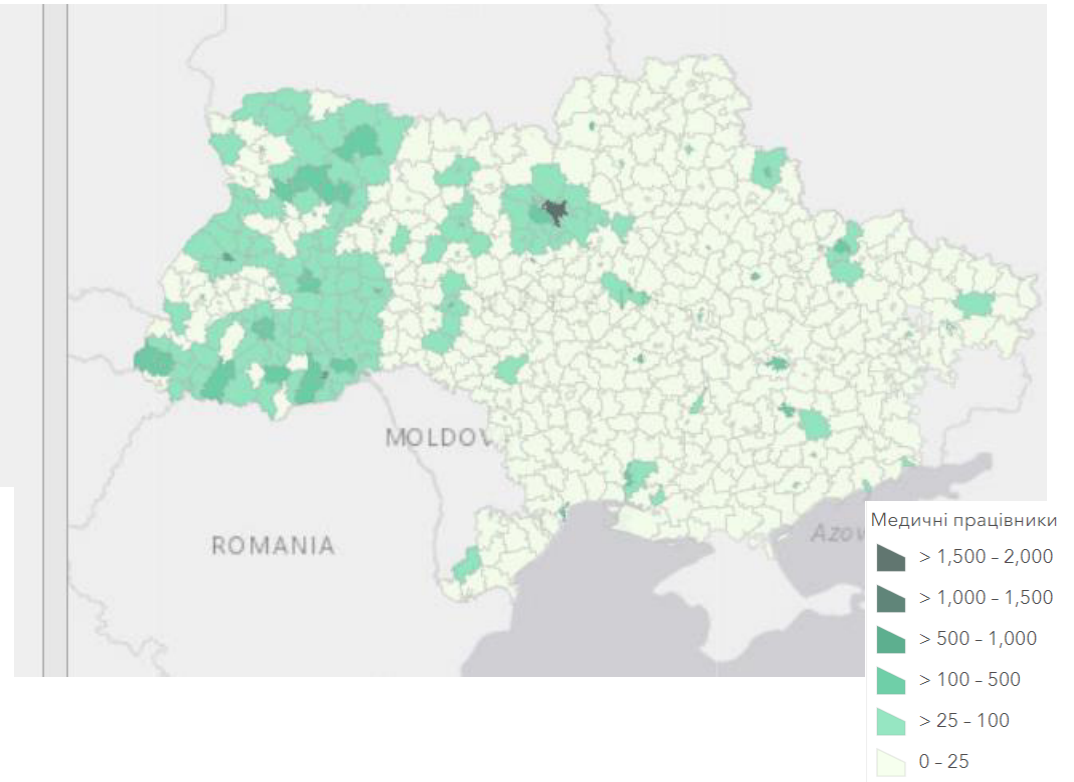 MOLDOV
ROMANIA
Azov
Медичні працівники
> 1,500 – 2,000
> 1,000 – 1,500
> 500 – 1,000
> 100 – 500
> 25 – 100
0 – 25